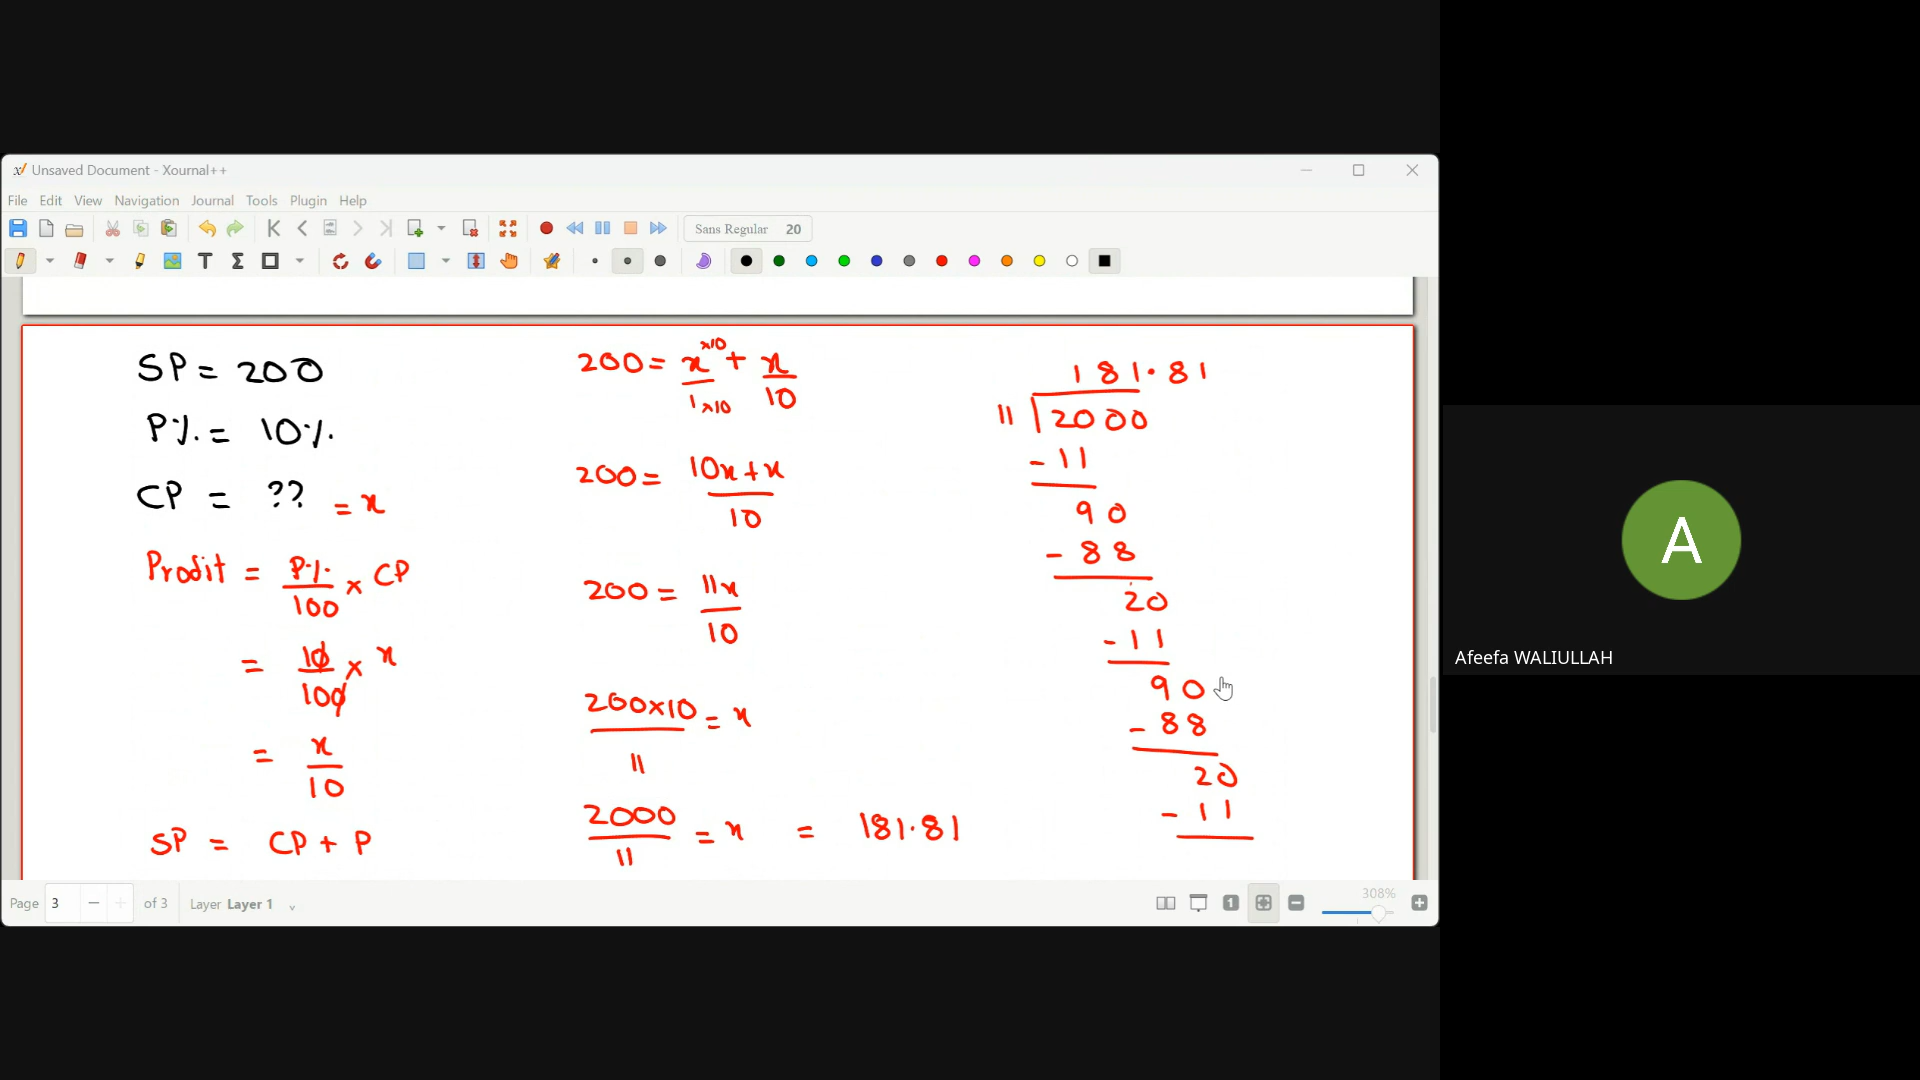 Unsaved Document - Xournal++
File Edit View Navigation Journal Tools Plugin Help
Sans Regular 20
SP = 200
P% = 10%
CP = ?? = x
Profit = P%/100 × CP
= 10/100 × x
= x/10
SP = CP + P
200 = x ×10/1 ×10 + x/10
200 = 10x + x/10
200 = 11x/10
200×10/11 = x
2000/11 = x = 181.81
181.81
11 2000
- 11
90
- 88
20
- 11
90
- 88
20
- 11
Page 3 of 3 Layer Layer 1
308%
A
Afeefa WALIULLAH